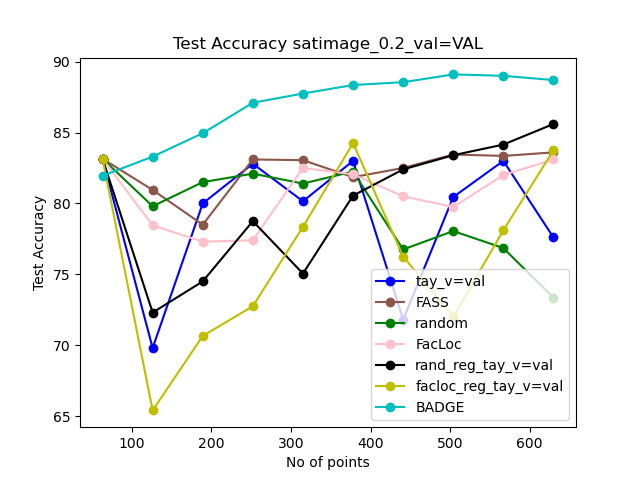 Test Accuracy satimage_0.2_val=VAL
90
85
80
75
70
65
Test Accuracy
100
200
300
400
500
600
No of points
tay_v=val
FASS
random
FacLoc
rand_reg_tay_v=val
facloc_reg_tay_v=val
BADGE